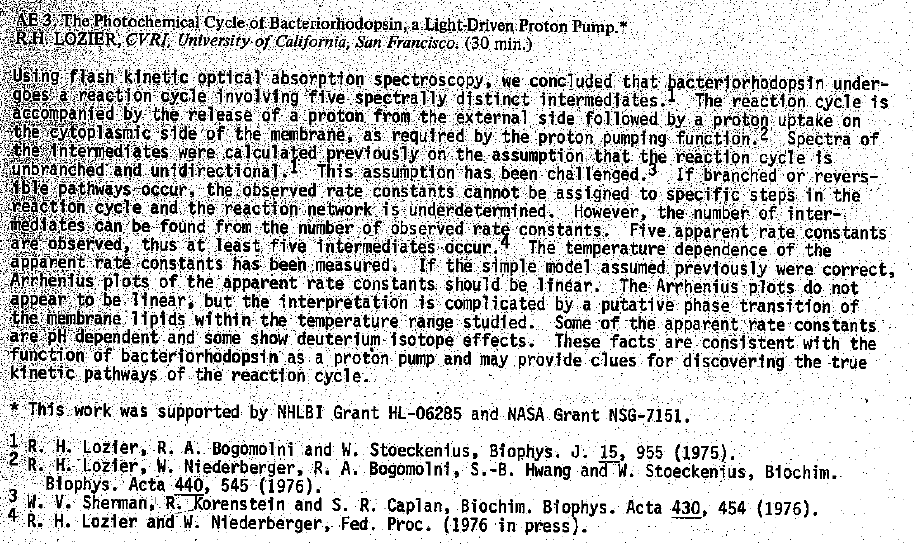 AE 3 The Photochemical Cycle of Bacteriorhodopsin, a Light-Driven Proton Pump.*
R.H. LOZIER, CVRI, University of California, San Francisco. (30 min.)
Using flash kinetic optical absorption spectroscopy, we concluded that bacteriorhodopsin under-
goes a reaction cycle involving five spectrally distinct intermediates.1 The reaction cycle is
accompanied by the release of a proton from the external side followed by a proton uptake on
the cytoplasmic side of the membrane, as required by the proton pumping function.2 Spectra of
the intermediates were calculated previously on the assumption that the reaction cycle is
unbranched and unidirectional.1 This assumption has been challenged.3 If branched or revers-
ible pathways occur, the observed rate constants cannot be assigned to specific steps in the
reaction cycle and the reaction network is underdetermined. However, the number of inter-
mediates can be found from the number of observed rate constants. Five apparent rate constants
are observed, thus at least five intermediates occur.4 The temperature dependence of the
apparent rate constants has been measured. If the simple model assumed previously were correct,
Arrhenius plots of the apparent rate constants should be linear. The Arrhenius plots do not
appear to be linear, but the interpretation is complicated by a putative phase transition of
the membrane lipids within the temperature range studied. Some of the apparent rate constants
are pH dependent and some show deuterium isotope effects. These facts are consistent with the
function of bacteriorhodopsin as a proton pump and may provide clues for discovering the true
kinetic pathways of the reaction cycle.
* This work was supported by NHLBI Grant HL-06285 and NASA Grant NSG-7151.
1 R. H. Lozier, R. A. Bogomolni and W. Stoeckenius, Biophys. J. 15, 955 (1975).
2 R. H. Lozier, W. Niederberger, R. A. Bogomolni, S.-B. Hwang and W. Stoeckenius, Biochim.
Biophys. Acta 440, 545 (1976).
3 W. V. Sherman, R. Korenstein and S. R. Caplan, Biochim. Biophys. Acta 430, 454 (1976).
4 R. H. Lozier and W. Niederberger, Fed. Proc. (1976 in press).